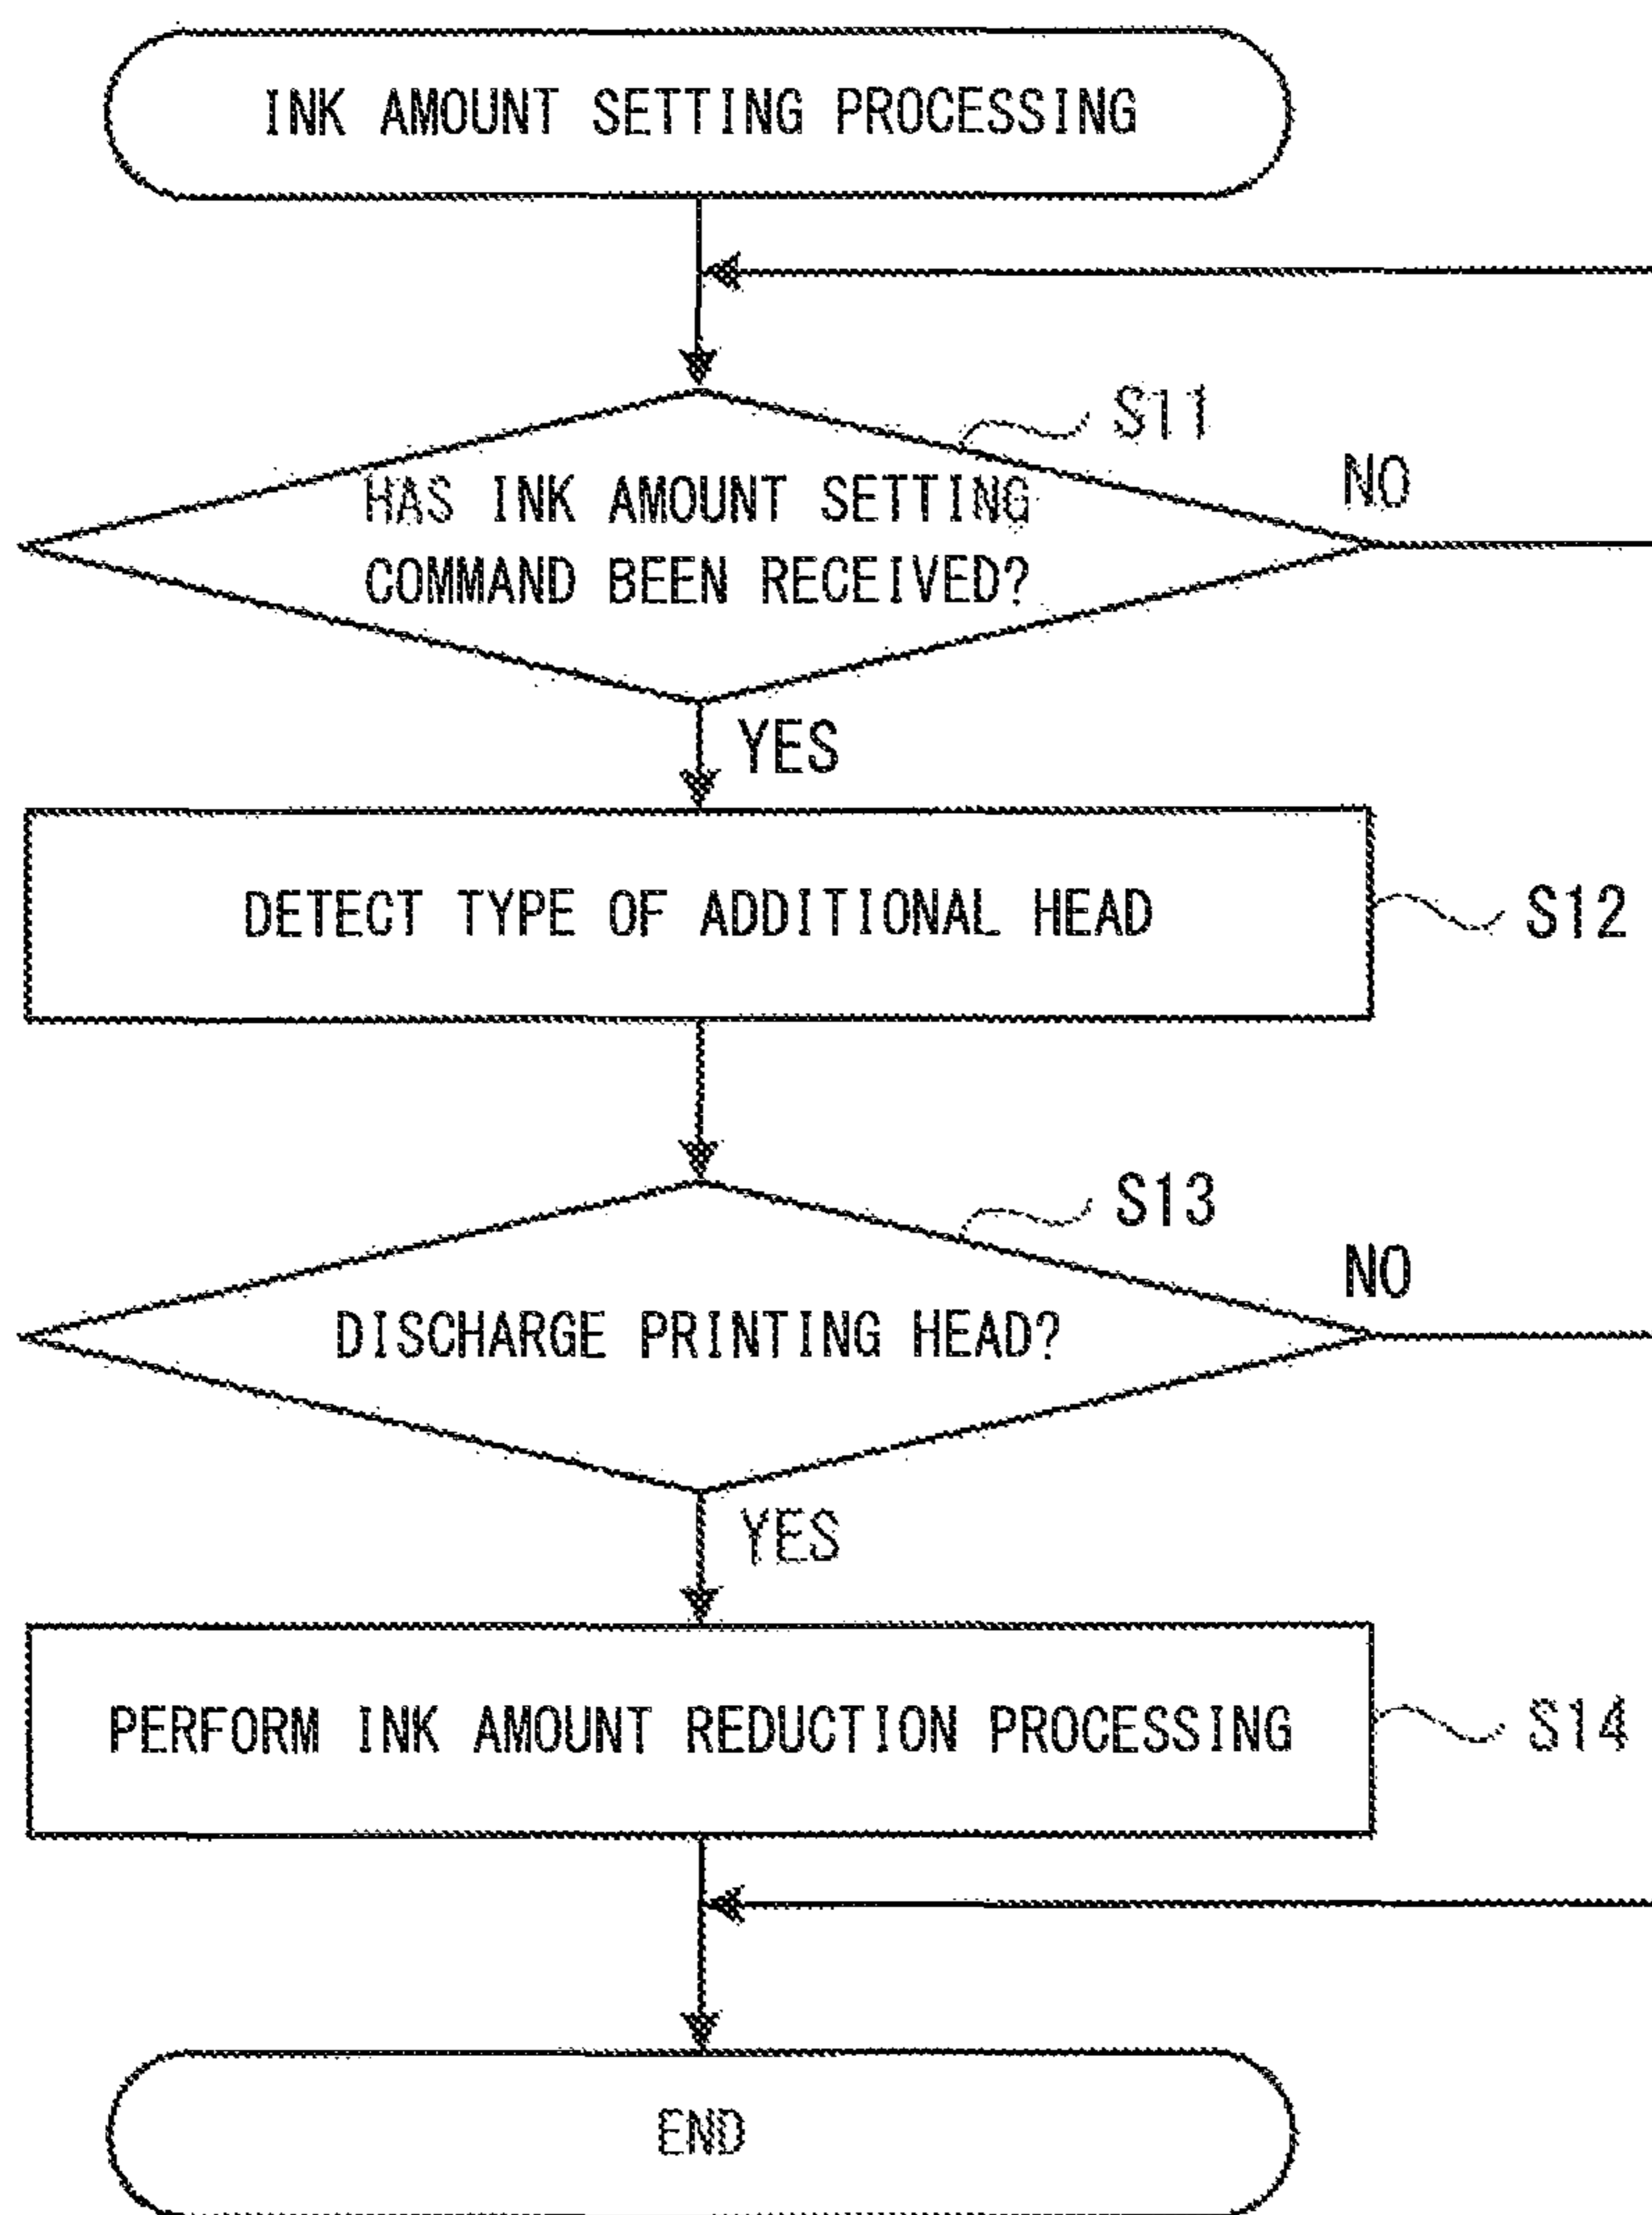 INK AMOUNT SETTING PROCESSING
S11
HAS INK AMOUNT SETTING
COMMAND BEEN RECEIVED?
NO
YES
DETECT TYPE OF ADDITIONAL HEAD
S12
S13
DISCHARGE PRINTING HEAD?
NO
YES
PERFORM INK AMOUNT REDUCTION PROCESSING
S14
END